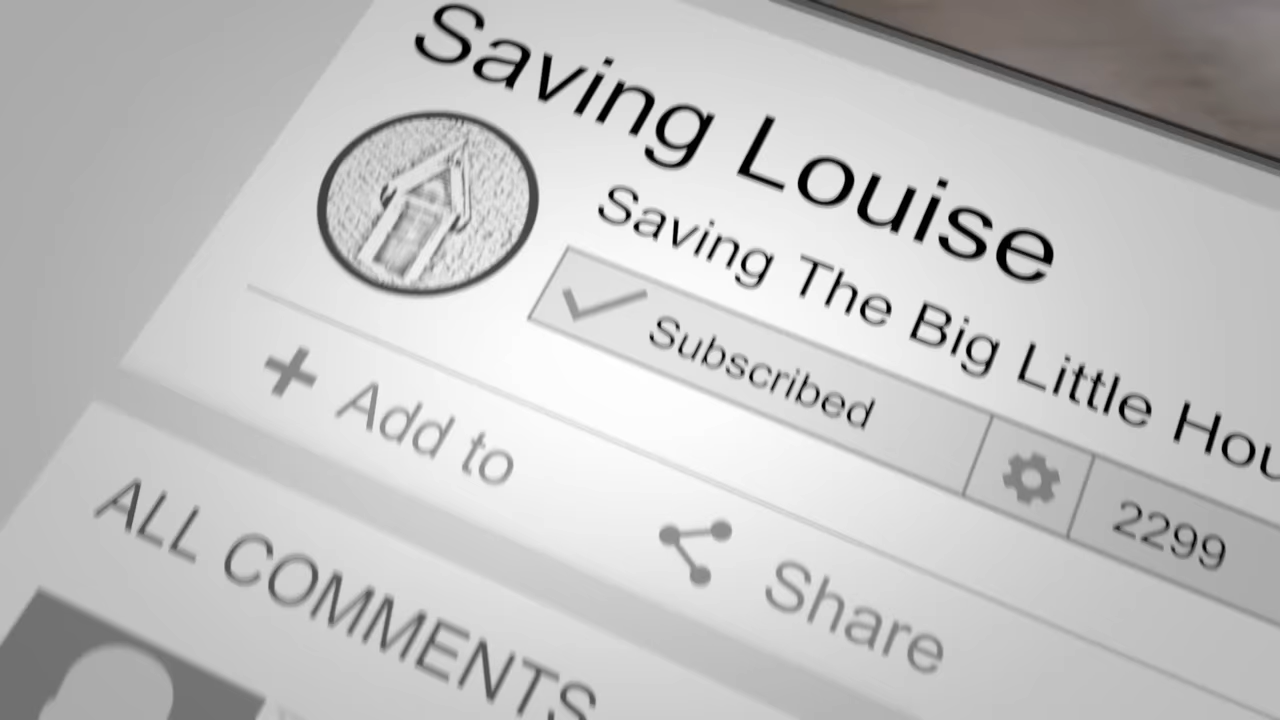 Saving Louise
Saving The Big Little
Subscribed
2299
Add to
Share
ALL COMMENTS